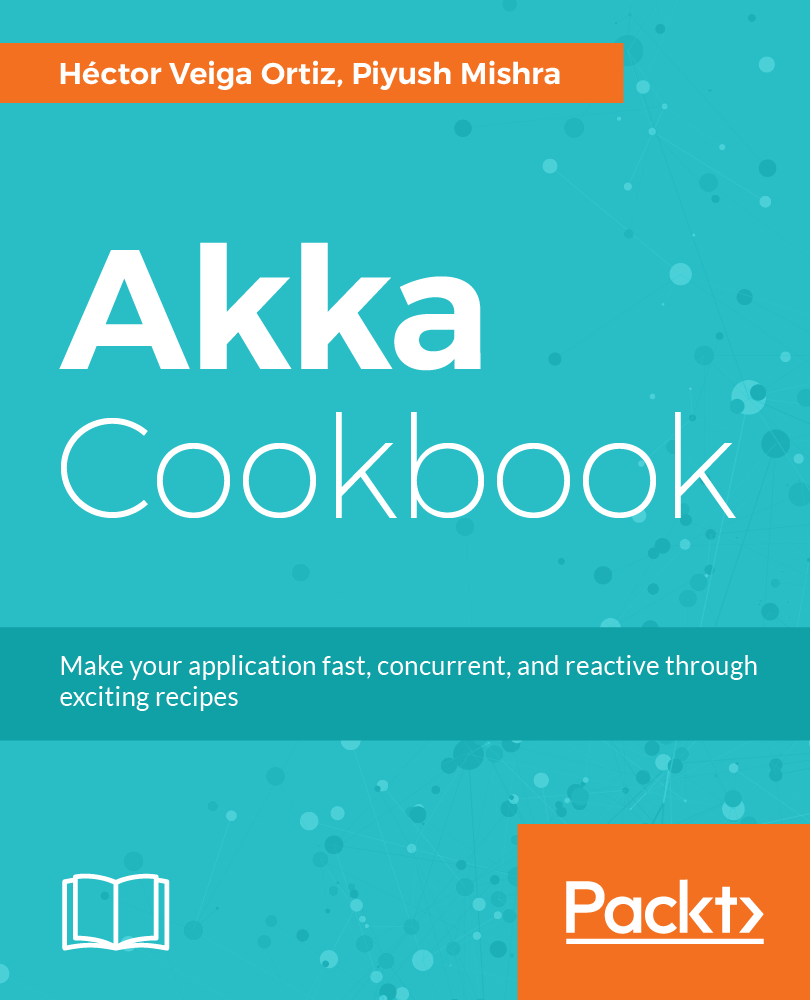 Héctor Veiga Ortiz, Piyush Mishra
Akka
Cookbook
Make your application fast, concurrent, and reactive through
exciting recipes
Packt>